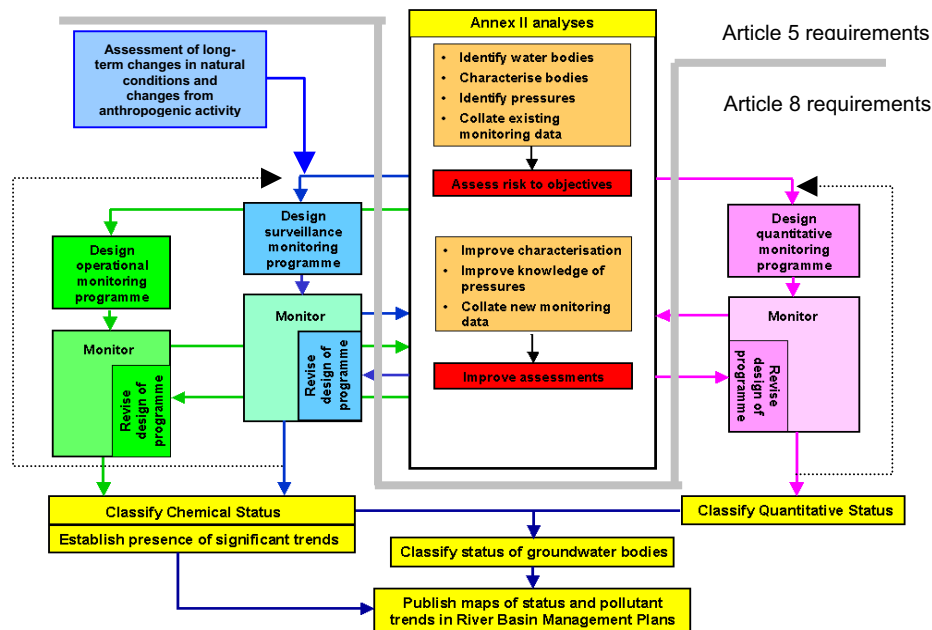 Annex II analyses
Article 5 requirements
Article 8 requirements
Assessment of long-
term changes in natural
conditions and
changes from
anthropogenic activity
• Identify water bodies
• Characterise bodies
• Identify pressures
• Collate existing
monitoring data
Assess risk to objectives
Design
surveillance
monitoring
programme
Design
operational
monitoring
programme
Design
quantitative
monitoring
programme
• Improve characterisation
• Improve knowledge of
pressures
• Collate new monitoring
data
Improve assessments
Monitor
Revise
design of
programme
Monitor
Revise
design of
programme
Monitor
Revise
design of
programme
Classify Chemical Status
Establish presence of significant trends
Classify Quantitative Status
Classify status of groundwater bodies
Publish maps of status and pollutant
trends in River Basin Management Plans